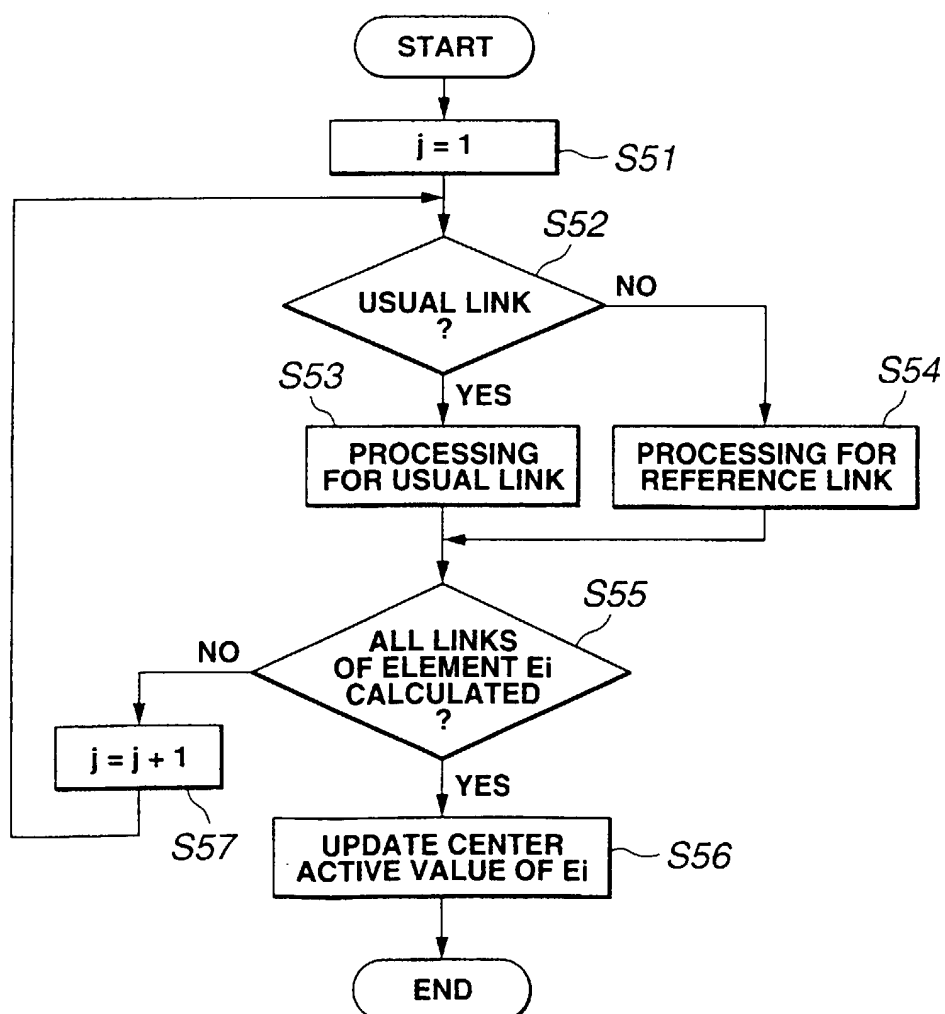 START
j = 1
S51
S52
USUAL LINK
?
NO
S53
YES
S54
PROCESSING
FOR USUAL LINK
PROCESSING FOR
REFERENCE LINK
S55
NO
ALL LINKS
OF ELEMENT Ei
CALCULATED
?
j = j + 1
S57
YES
UPDATE CENTER
ACTIVE VALUE OF Ei
S56
END